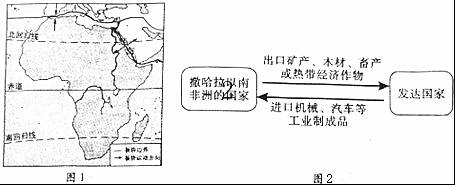 北回归线
赤道
南回归线
板块边界
板块运动方向
图1
撒哈拉以南
非洲的国家
出口矿产、木材、畜产
或热带经济作物
进口机械、汽车等
工业制成品
发达国家
图2